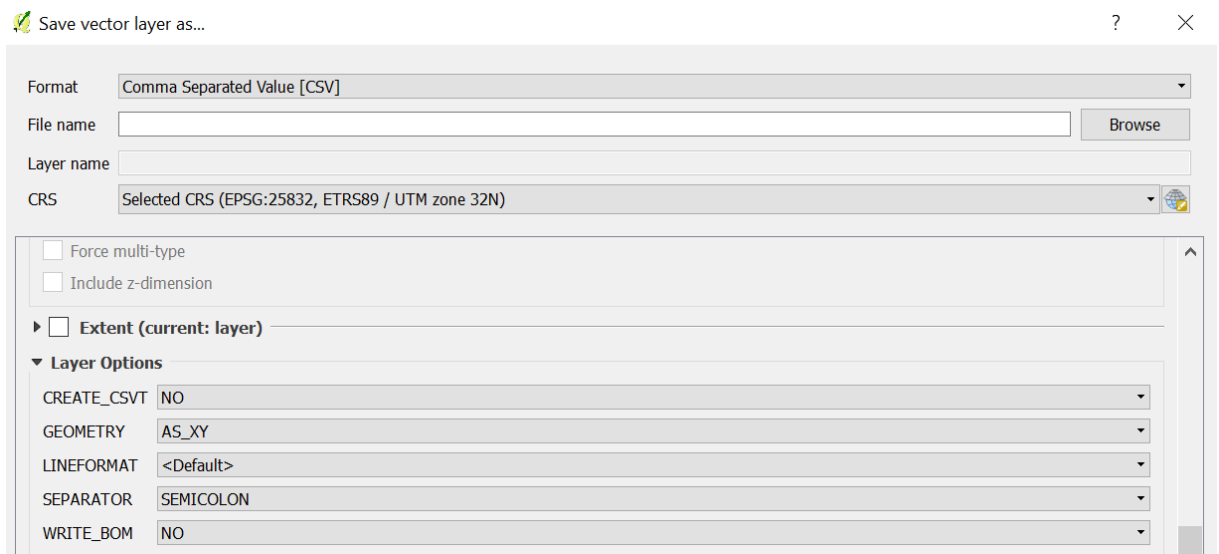 Save vector layer as...
?
Format Comma Separated Value [CSV]
File name Browse
Layer name
CRS Selected CRS (EPSG:25832, ETRS89 / UTM zone 32N)
Force multi-type
Include z-dimension
Extent (current: layer)
Layer Options
CREATE_CSVT NO
GEOMETRY AS_XY
LINEFORMAT <Default>
SEPARATOR SEMICOLON
WRITE_BOM NO